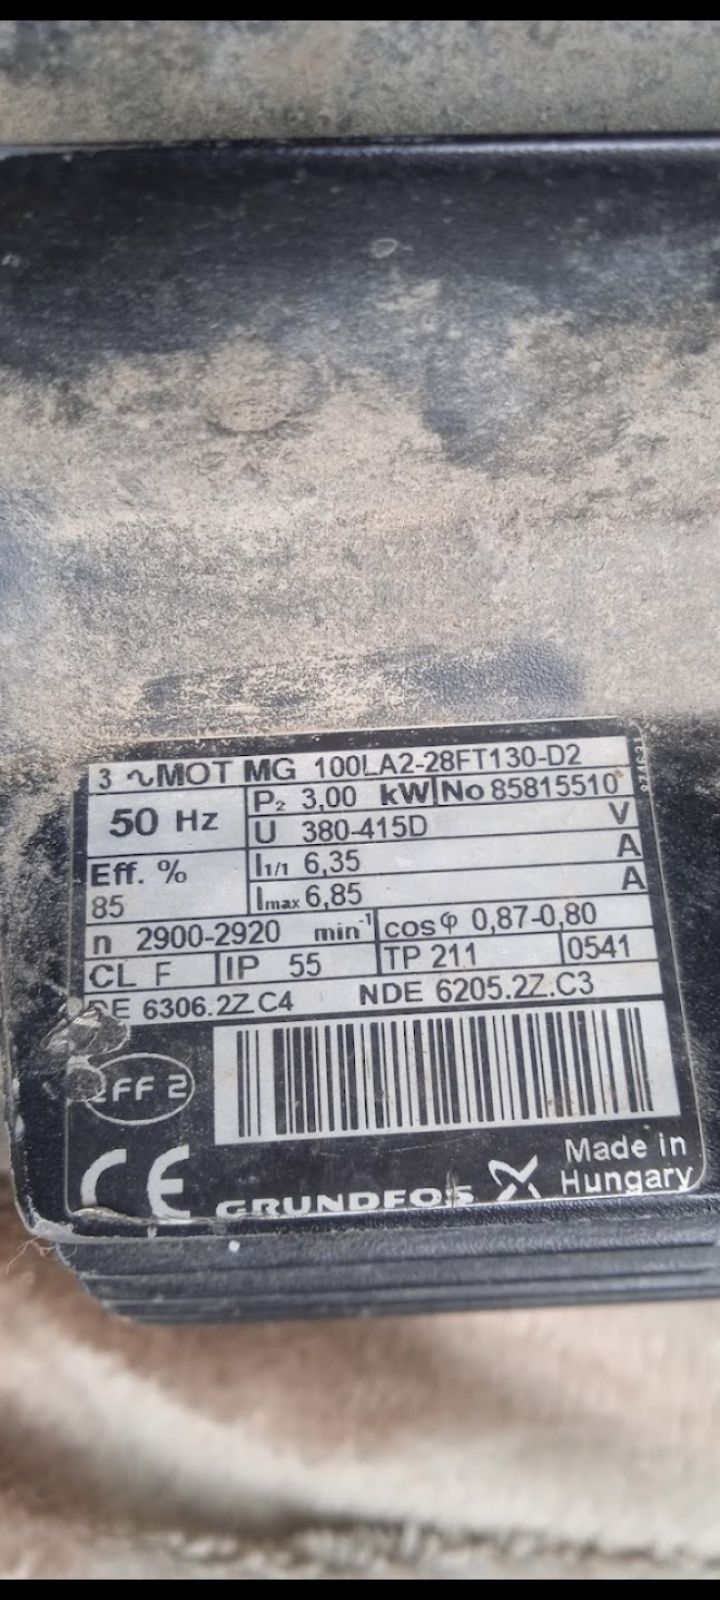 3 ∿MOT MG 100LA2-28FT130-D2
50 Hz
P₂ 3,00 kW No 85815510
U 380-415D V
Eff. %
85
I₁/₁ 6,35 A
Imax 6,85 A
n 2900-2920 min⁻¹ cos φ 0,87-0,80
CL F IP 55 TP 211 0541
DE 6306.2Z.C4 NDE 6205.2Z.C3
EFF 2
CE GRUNDFOS Made in
Hungary